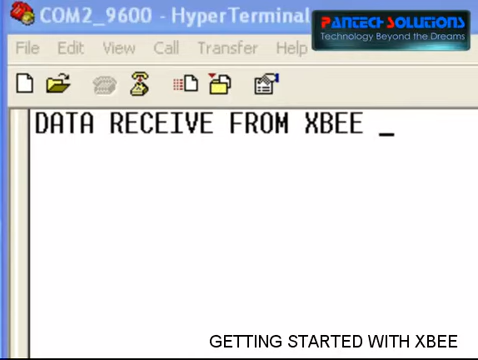 COM2_9600 - HyperTerminal
PANTECH SOLUTIONS
Technology Beyond the Dreams
File Edit View Call Transfer Help
DATA RECEIVE FROM XBEE _
GETTING STARTED WITH XBEE